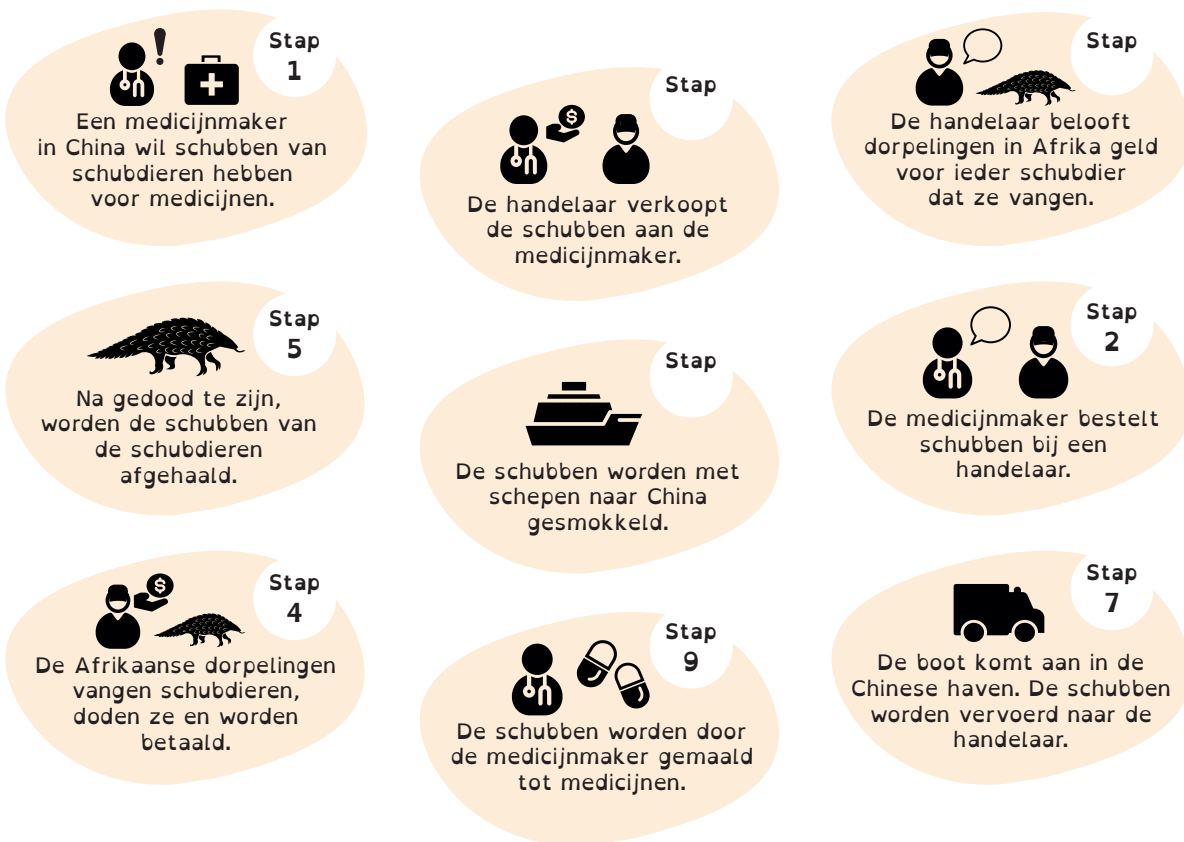 Stap
1
Een medicijnmaker
in China wil schubben van
schubdieren hebben
voor medicijnen.
Stap
De handelaar verkoopt
de schubben aan de
medicijnmaker.
Stap
De handelaar belooft
dorpelingen in Afrika geld
voor ieder schubdier
dat ze vangen.
Stap
5
Na gedood te zijn,
worden de schubben van
de schubdieren
afgehaald.
Stap
De schubben worden met
schepen naar China
gesmokkeld.
Stap
2
De medicijnmaker bestelt
schubben bij een
handelaar.
Stap
4
De Afrikaanse dorpelingen
vangen schubdieren,
doden ze en worden
betaald.
Stap
9
De schubben worden door
de medicijnmaker gemaald
tot medicijnen.
Stap
7
De boot komt aan in de
Chinese haven. De schubben
worden vervoerd naar de
handelaar.